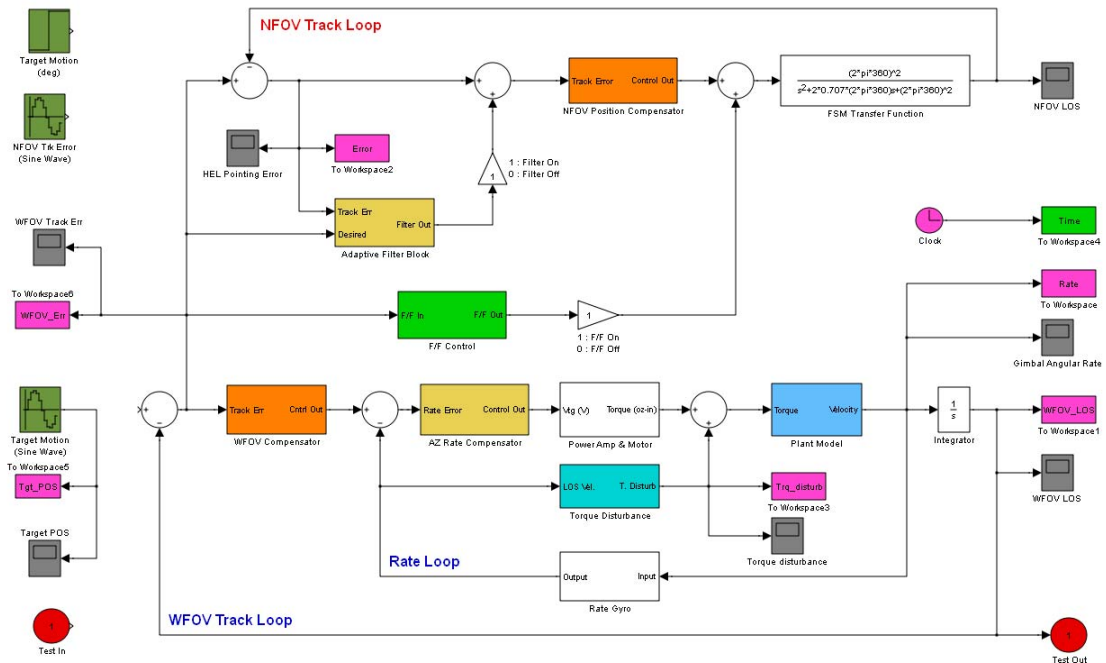 NFOV Track Loop
Target Motion
(deg)
+
-
+
+
Track Error
Control Out
NFOV Position Compensator
+
+
(2*pi*360)^2
s²+2*0.707*(2*pi*360)s+(2*pi*360)^2
FSM Transfer Function
NFOV LOS
NFOV Trk Error
(Sine Wave)
HEL Pointing Error
Error
To Workspace2
1
1 : Filter On
0 : Filter Off
Track Err
Desired
Filter Out
Adaptive Filter Block
WFOV Track Err
Clock
Time
To Workspace4
To Workspace6
WFOV_Err
F/F In
F/F Out
F/F Control
1
1 : F/F On
0 : F/F Off
Rate
To Workspace
Gimbal Angular Rate
Target Motion
(Sine Wave)
+
-
Track Err
Cntrl Out
WFOV Compensator
+
-
Rate Error
Control Out
AZ Rate Compensator
Vtg (V)
Torque (oz-in)
Power Amp & Motor
+
+
Torque
Velocity
Plant Model
1
s
Integrator
WFOV_LOS
To Workspace1
To Workspace5
Tgt_POS
LOS Vel.
T. Disturb
Torque Disturbance
Trq_disturb
To Workspace3
WFOV LOS
Target POS
Torque disturbance
Rate Loop
Output
Input
Rate Gyro
WFOV Track Loop
1
Test In
1
Test Out